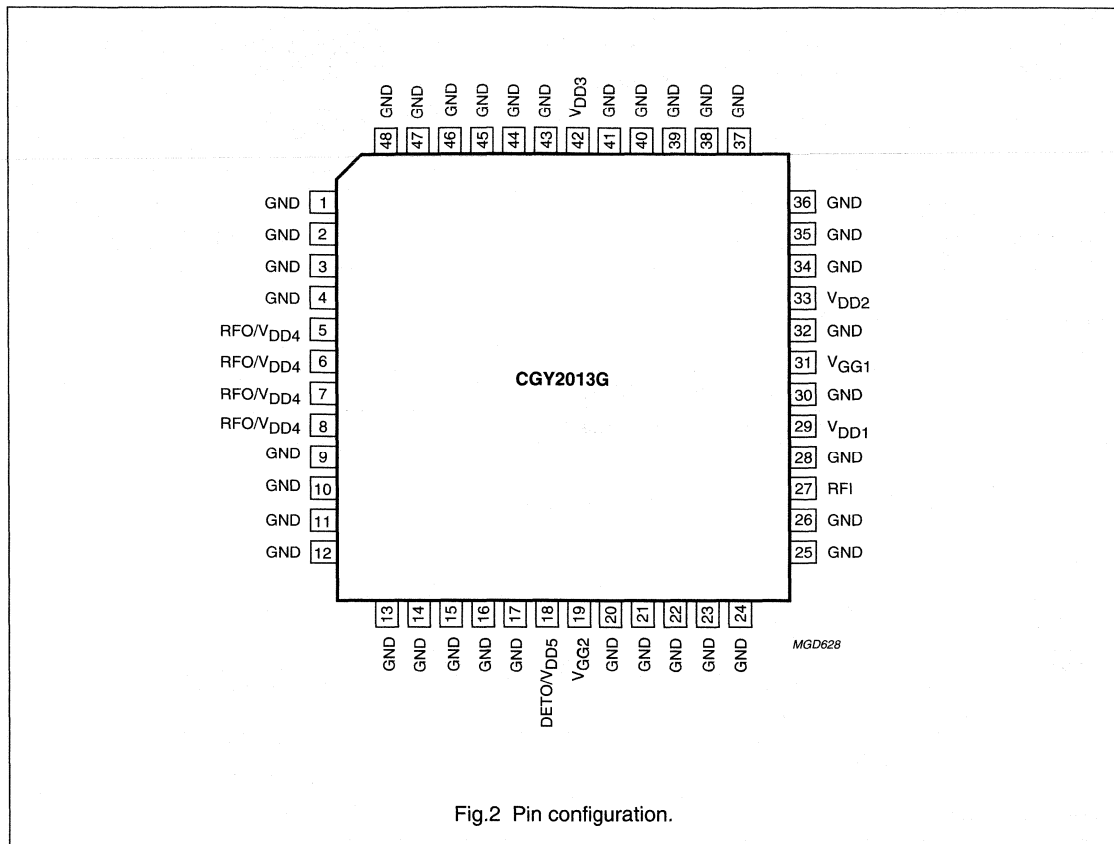 GND GND GND GND GND GND VDD3 GND GND GND GND GND
48 47 46 45 44 43 42 41 40 39 38 37
GND 1
GND 2
GND 3
GND 4
RFO/VDD4 5
RFO/VDD4 6
RFO/VDD4 7
RFO/VDD4 8
GND 9
GND 10
GND 11
GND 12
CGY2013G
36 GND
35 GND
34 GND
33 VDD2
32 GND
31 VGG1
30 GND
29 VDD1
28 GND
27 RFI
26 GND
25 GND
13 14 15 16 17 18 19 20 21 22 23 24
GND GND GND GND GND DETO/VDD5 VGG2 GND GND GND GND GND
MGD628
Fig.2 Pin configuration.